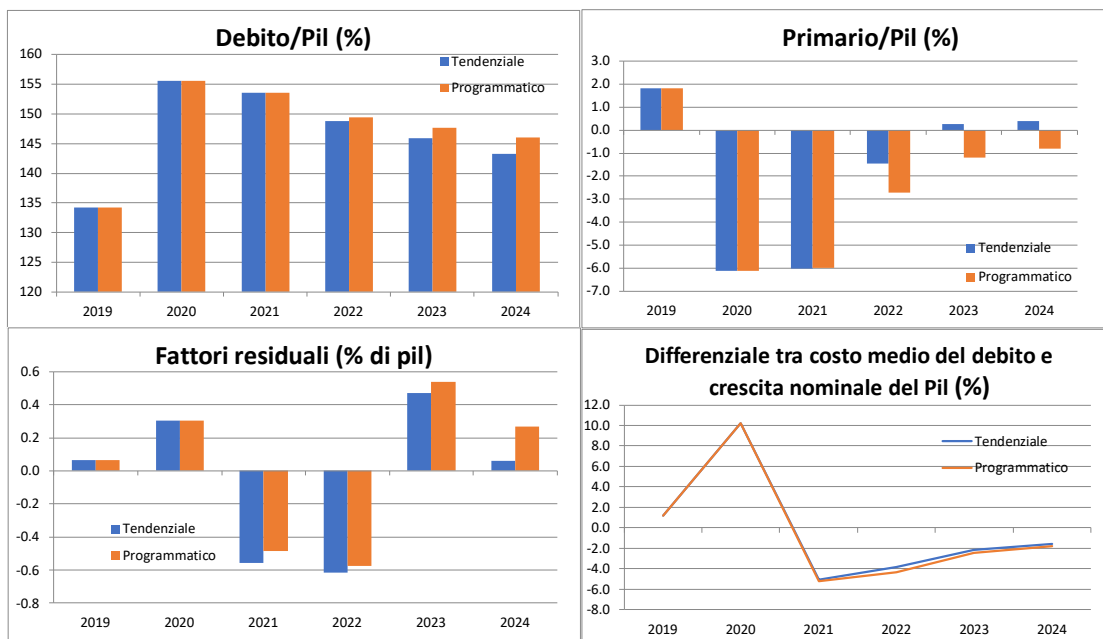 Debito/Pil (%)
160
155
150
145
140
135
130
125
120
Tendenziale
Programmatico
2019 2020 2021 2022 2023 2024
Primario/Pil (%)
3.0
2.0
1.0
0.0
-1.0
-2.0
-3.0
-4.0
-5.0
-6.0
-7.0
Tendenziale
Programmatico
2019 2020 2021 2022 2023 2024
Fattori residuali (% di pil)
0.6
0.4
0.2
0.0
-0.2
-0.4
-0.6
-0.8
Tendenziale
Programmatico
2019 2020 2021 2022 2023 2024
Differenziale tra costo medio del debito e
crescita nominale del Pil (%)
12.0
10.0
8.0
6.0
4.0
2.0
0.0
-2.0
-4.0
-6.0
-8.0
Tendenziale
Programmatico
2019 2020 2021 2022 2023 2024